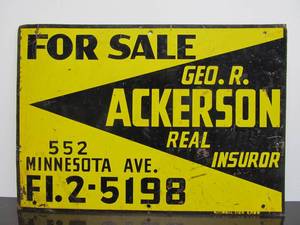 FOR SALE
GEO. R.
ACKERSON
REAL
INSUROR
552
MINNESOTA AVE.
FI.2-5198